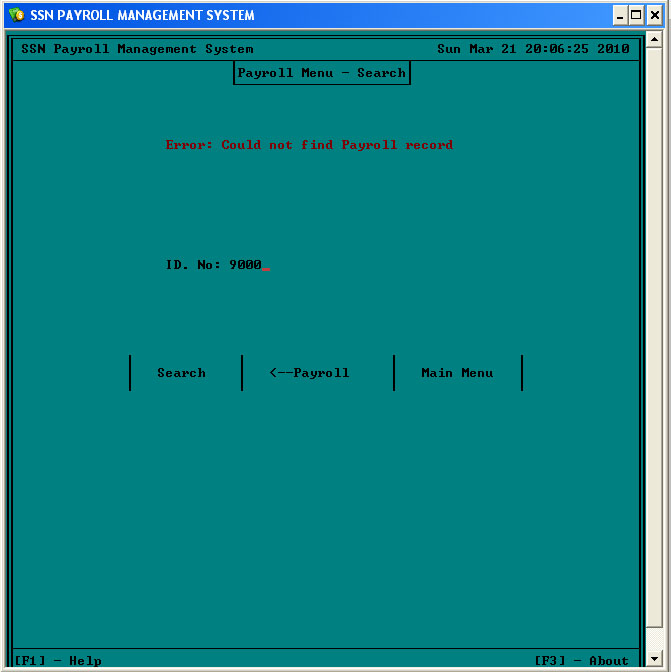 SSN PAYROLL MANAGEMENT SYSTEM
SSN Payroll Management System Sun Mar 21 20:06:25 2010
Payroll Menu - Search
Error: Could not find Payroll record
ID. No: 9000_
Search <--Payroll Main Menu
[F1] - Help [F3] - About